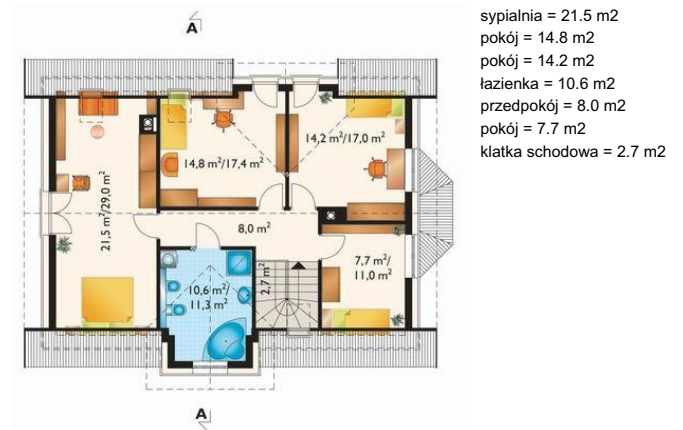 A
sypialnia = 21.5 m2
pokój = 14.8 m2
pokój = 14.2 m2
łazienka = 10.6 m2
przedpokój = 8.0 m2
pokój = 7.7 m2
klatka schodowa = 2.7 m2
14,8 m²/17,4 m²
14,2 m²/17,0 m²
21,5 m²/29,0 m²
8,0 m²
7,7 m²/
11,0 m²
10,6 m²/
11,3 m²
2,7 m²
A